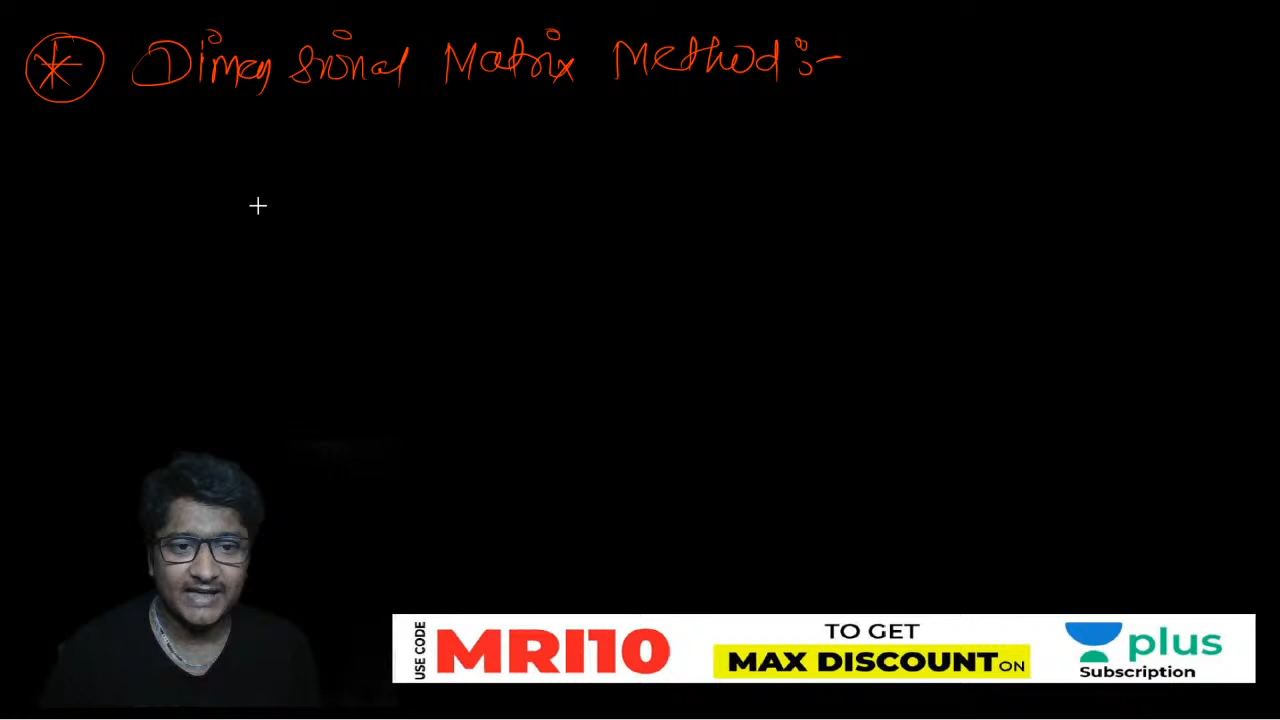 Dimensional Matrix Method :-
USE CODE
MRI10
TO GET
MAX DISCOUNT ON
plus
Subscription